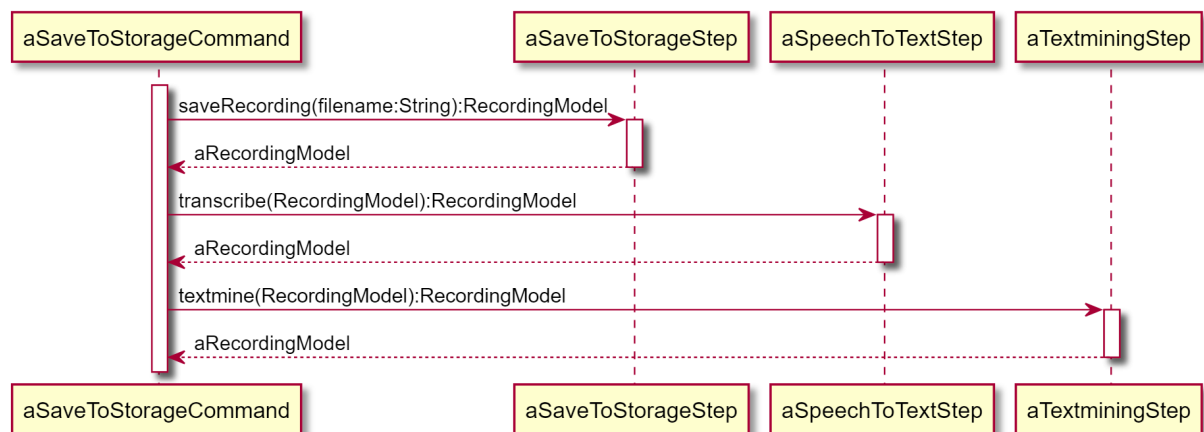 aSaveToStorageCommand
aSaveToStorageStep
aSpeechToTextStep
aTextminingStep
saveRecording(filename:String):RecordingModel
aRecordingModel
transcribe(RecordingModel):RecordingModel
aRecordingModel
textmine(RecordingModel):RecordingModel
aRecordingModel
aSaveToStorageCommand
aSaveToStorageStep
aSpeechToTextStep
aTextminingStep